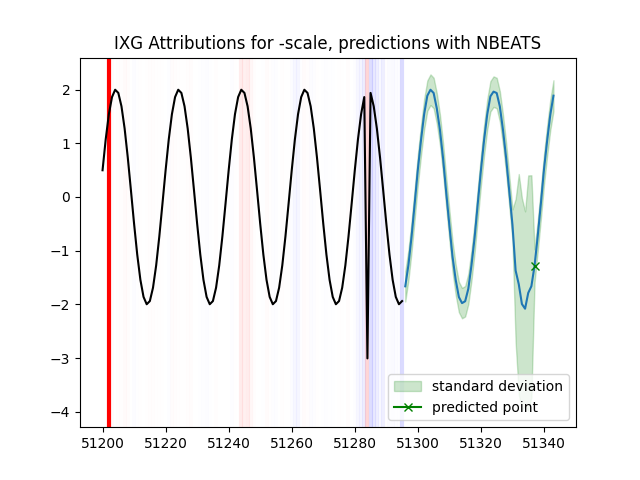 IXG Attributions for -scale, predictions with NBEATS
2
1
0
−1
−2
−3
−4
standard deviation
predicted point
51200 51220 51240 51260 51280 51300 51320 51340